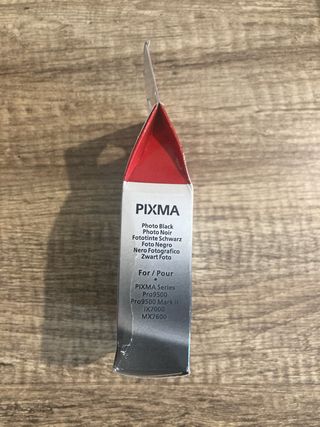 PIXMA
Photo Black
Photo Noir
Fototinte Schwarz
Foto Negro
Nero Fotografico
Zwart Foto
For / Pour
•
PIXMA Series
Pro9500
Pro9500 Mark II
iX7000
MX7600